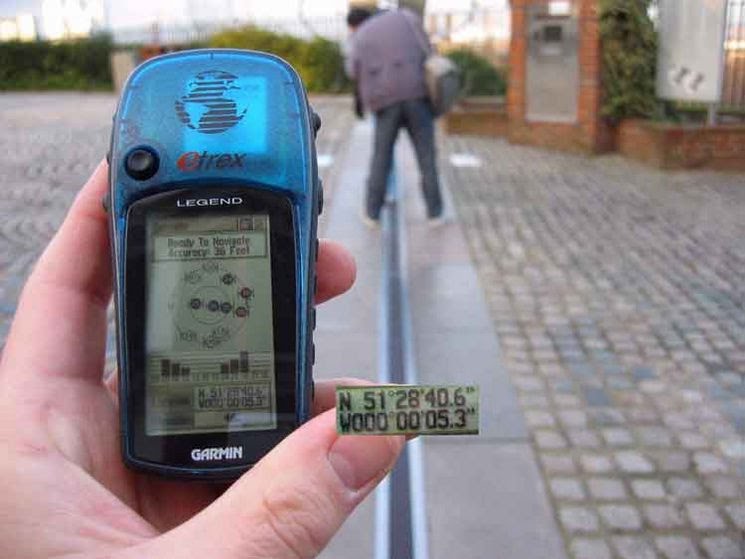 etrex
LEGEND
Ready To Navigate
Accuracy: 36 Feet
N 51°28'40.6"
W000°00'05.3"
GARMIN
N 51°28'40.6"
W000°00'05.3"